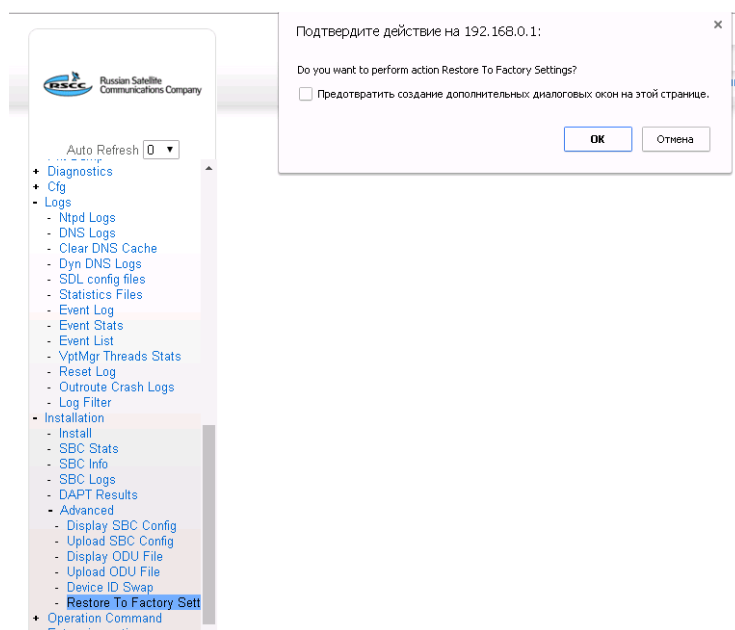 Подтвердите действие на 192.168.0.1:
Do you want to perform action Restore To Factory Settings?
Предотвратить создание дополнительных диалоговых окон на этой странице.
OK
Отмена
RSCC
Russian Satellite
Communications Company
Auto Refresh 0
+ Diagnostics
+ Cfg
- Logs
- Ntpd Logs
- DNS Logs
- Clear DNS Cache
- Dyn DNS Logs
- SDL config files
- Statistics Files
- Event Log
- Event Stats
- Event List
- VptMgr Threads Stats
- Reset Log
- Outroute Crash Logs
- Log Filter
- Installation
- Install
- SBC Stats
- SBC Info
- SBC Logs
- DAPT Results
- Advanced
- Display SBC Config
- Upload SBC Config
- Display ODU File
- Upload ODU File
- Device ID Swap
- Restore To Factory Sett
+ Operation Command